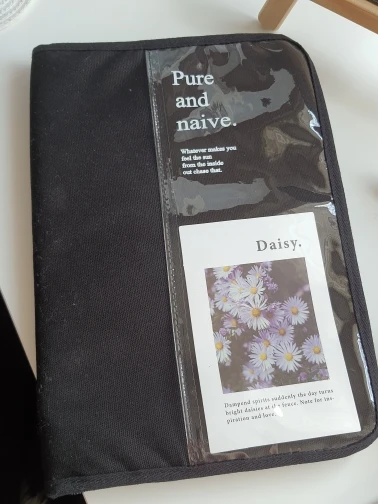 Pure
and
naive.
Whatever makes you
feel the sun
from the inside
out chase that.
Daisy.
Dampend spirits suddenly the day turns
bright daisies at the fence. Note for ins-
piration and love.